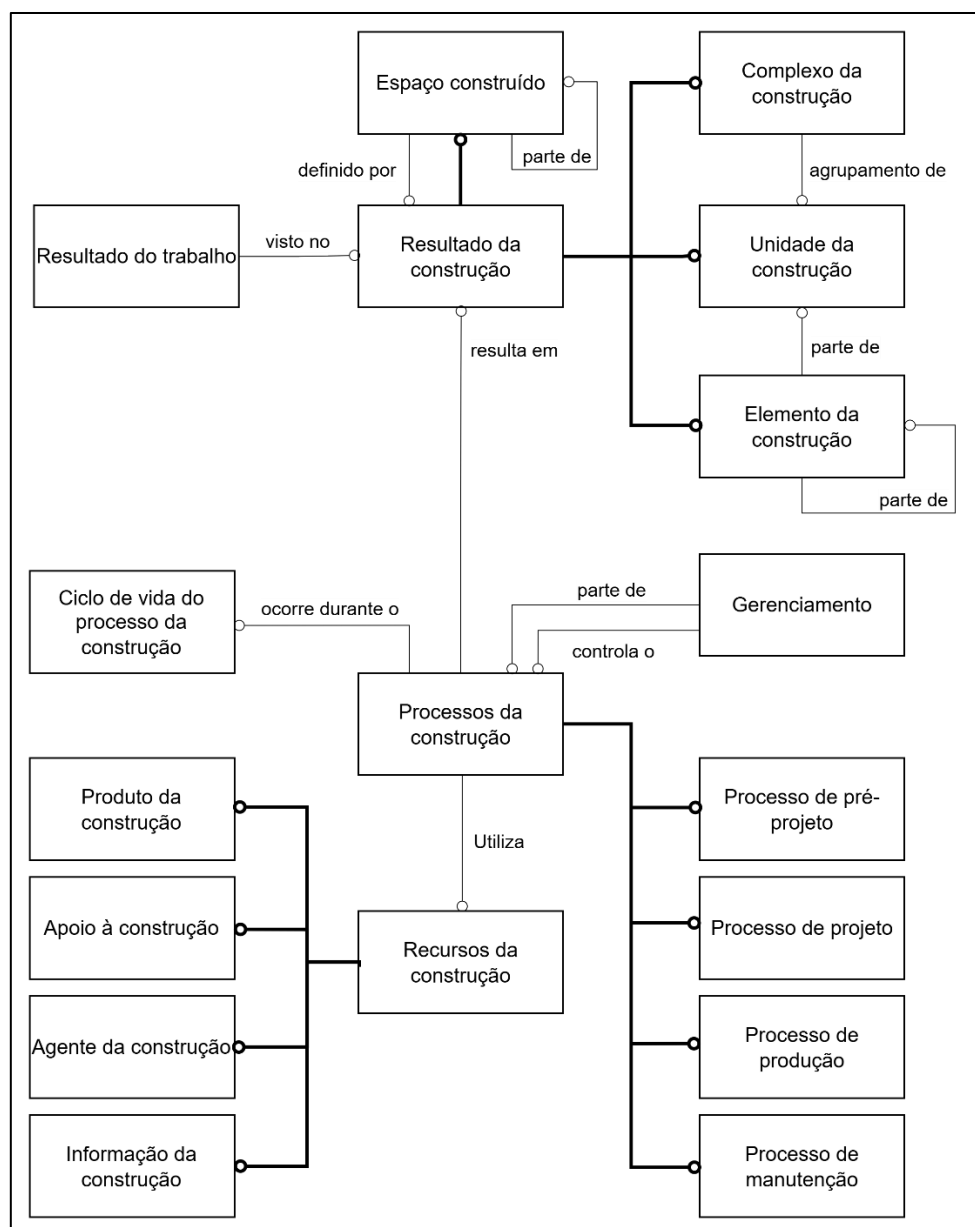 Espaço construído
Complexo da
construção
parte de
definido por
agrupamento de
Resultado do trabalho
visto no
Resultado da
construção
Unidade da
construção
resulta em
parte de
Elemento da
construção
parte de
Ciclo de vida do
processo da
construção
ocorre durante o
parte de
Gerenciamento
controla o
Processos da
construção
Produto da
construção
Processo de pré-
projeto
Utiliza
Apoio à construção
Recursos da
construção
Processo de projeto
Agente da construção
Processo de
produção
Informação da
construção
Processo de
manutenção